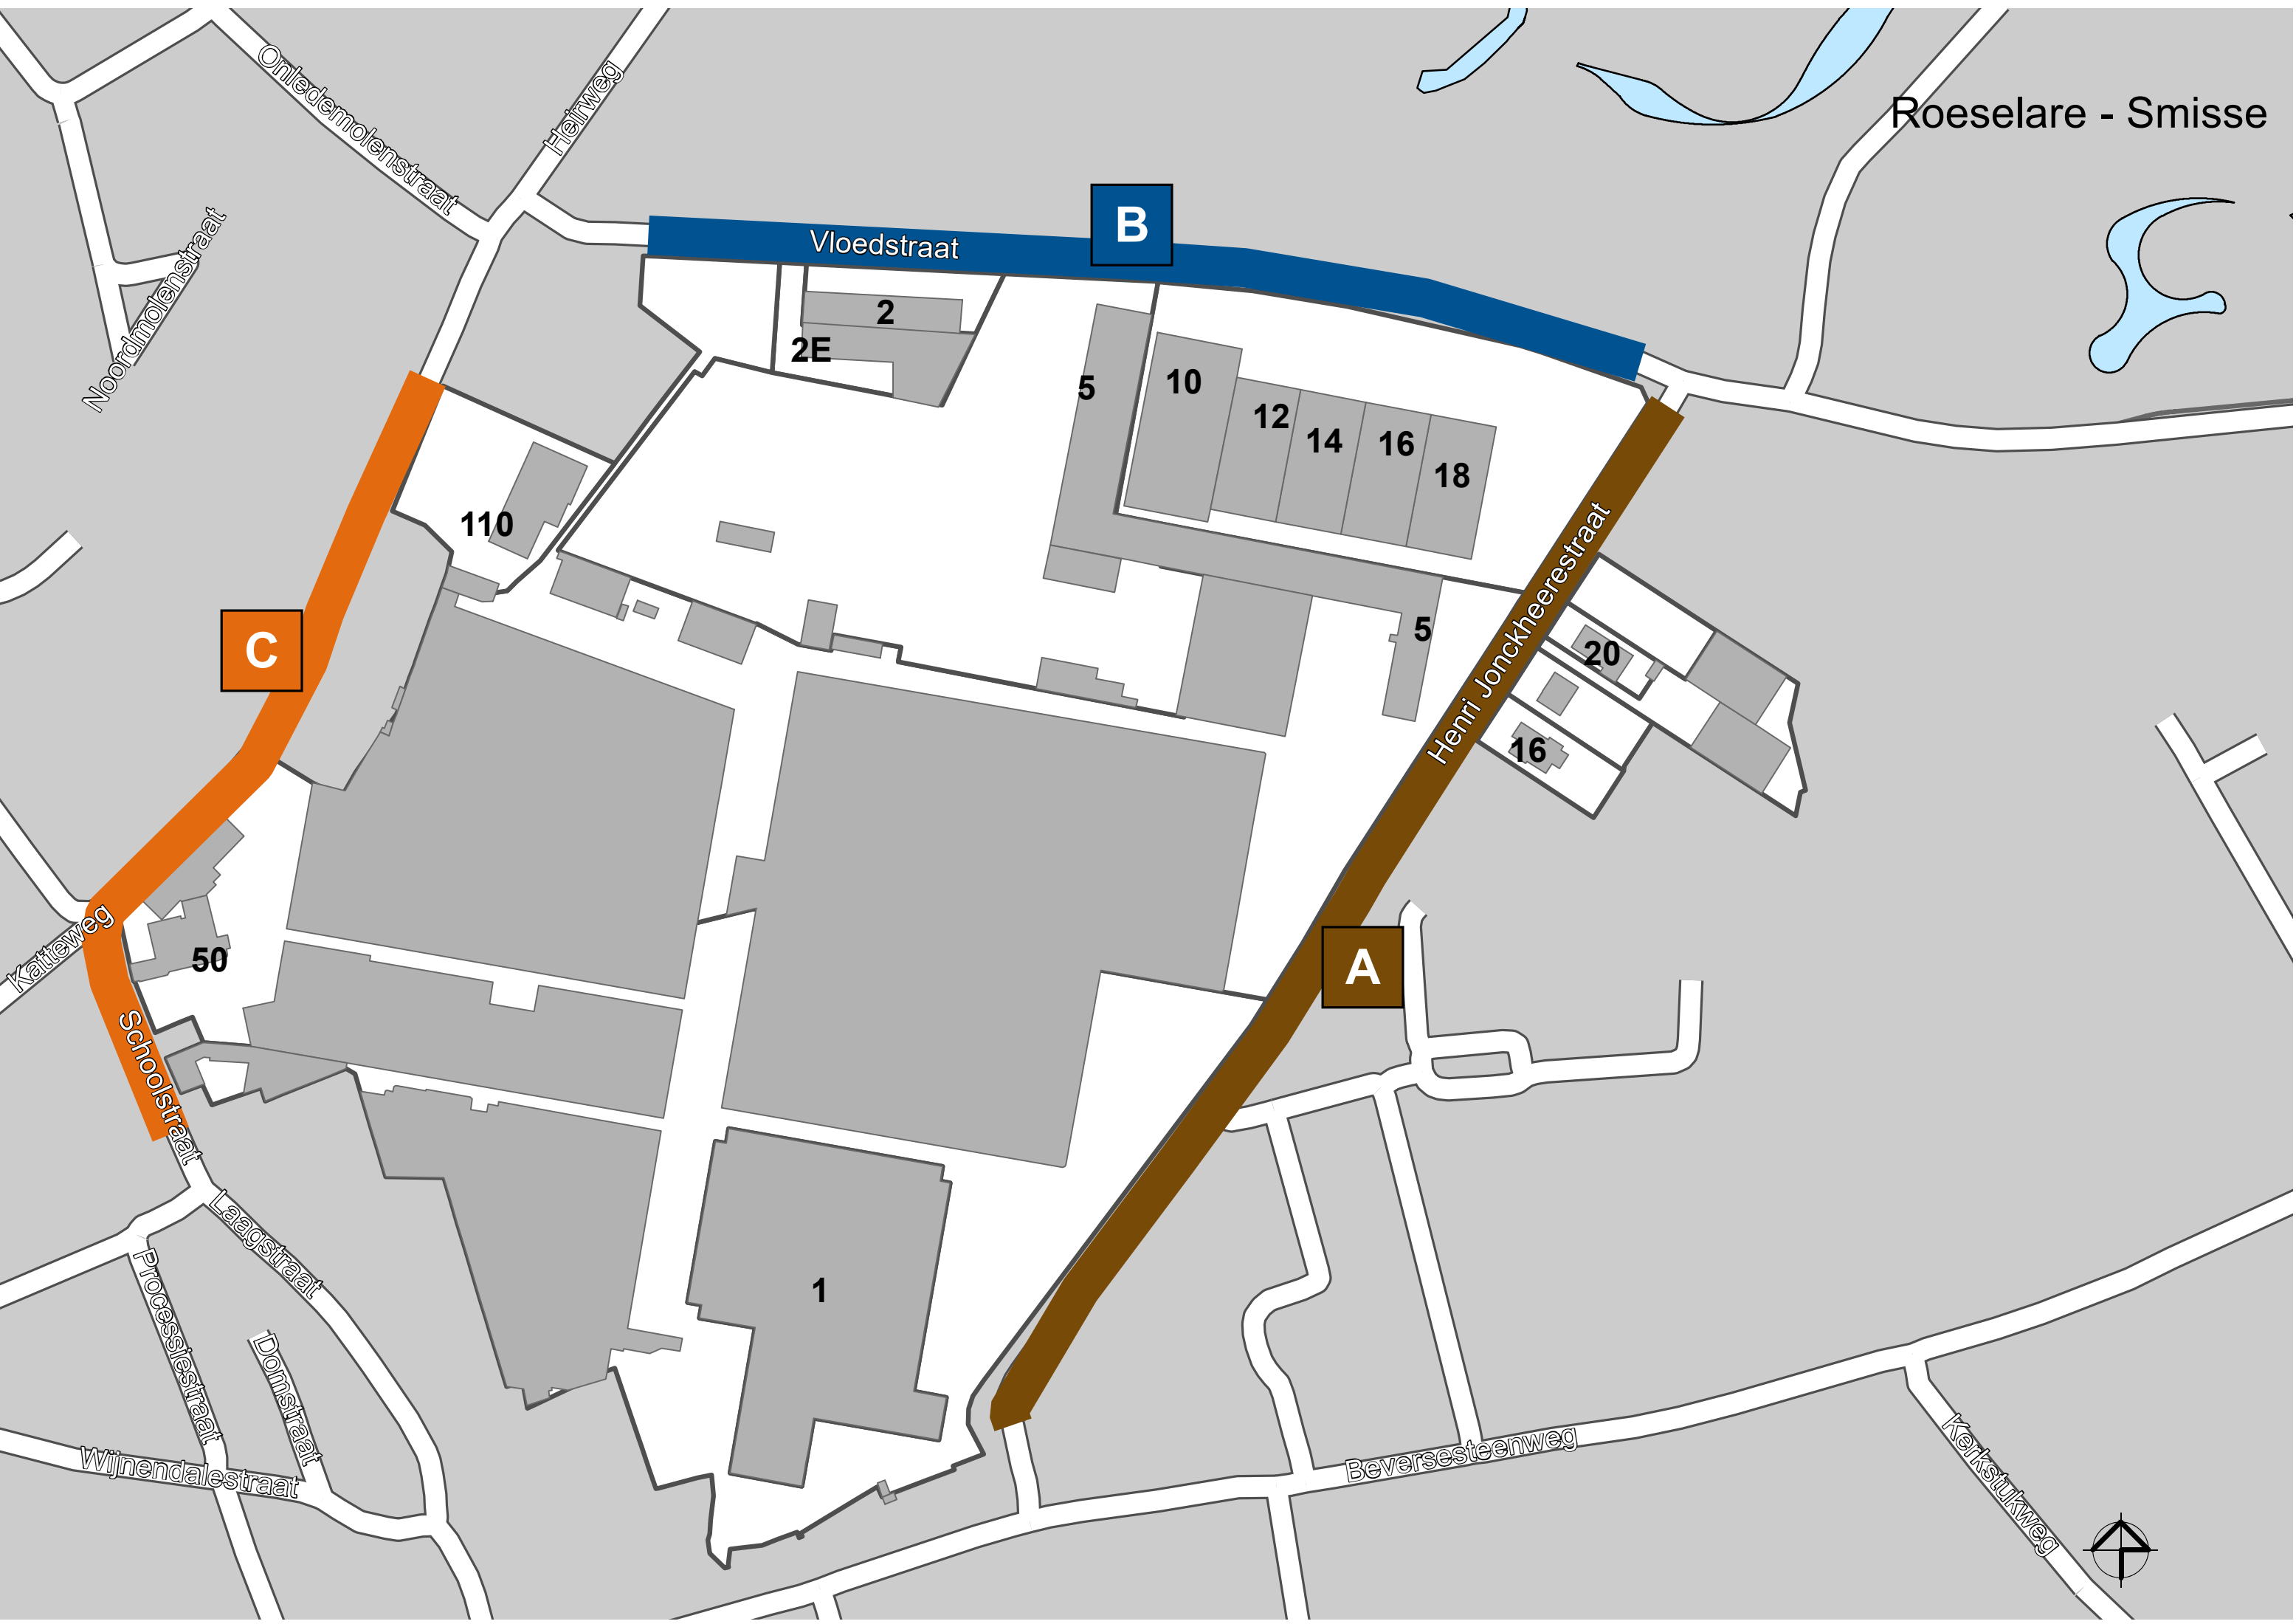 Onledemolenstraat
Heirweg
Roeselare - Smisse
Noordmolenstraat
B
Vloedstraat
2
2E
5
10
12
14
16
18
110
C
5
Henri Jonckheerestraat
20
16
A
Katteweg
50
Schoolstraat
Laagstraat
Processiestraat
Domstraat
Wijnendalestraat
1
Beversesteenweg
Kerkstukweg